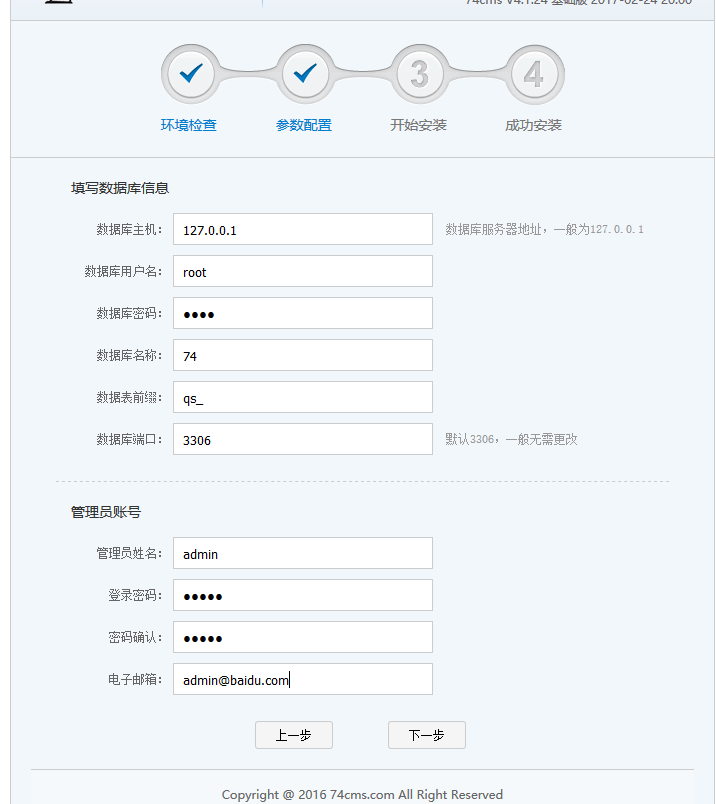 74cms V4.1.24 基础版 2017-02-24 20:00
3 4
环境检查 参数配置 开始安装 成功安装
填写数据库信息
数据库主机： 127.0.0.1 数据库服务器地址，一般为127.0.0.1
数据库用户名： root
数据库密码： ●●●●
数据库名称： 74
数据表前缀： qs_
数据库端口： 3306 默认3306，一般无需更改
管理员账号
管理员姓名： admin
登录密码： ●●●●●
密码确认： ●●●●●
电子邮箱： admin@baidu.com
上一步 下一步
Copyright @ 2016 74cms.com All Right Reserved